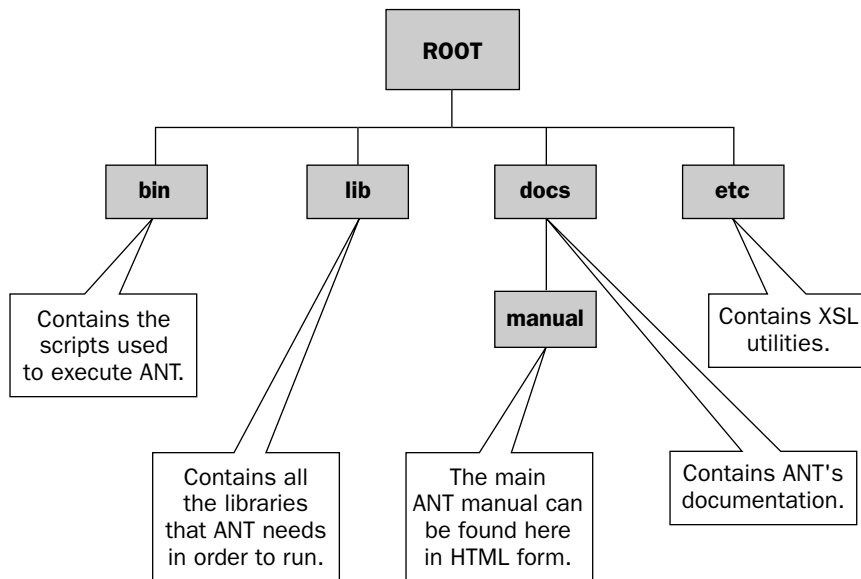 ROOT
bin
lib
docs
etc
manual
Contains the
scripts used
to execute ANT.
Contains XSL
utilities.
Contains all
the libraries
that ANT needs
in order to run.
The main
ANT manual can
be found here
in HTML form.
Contains ANT's
documentation.